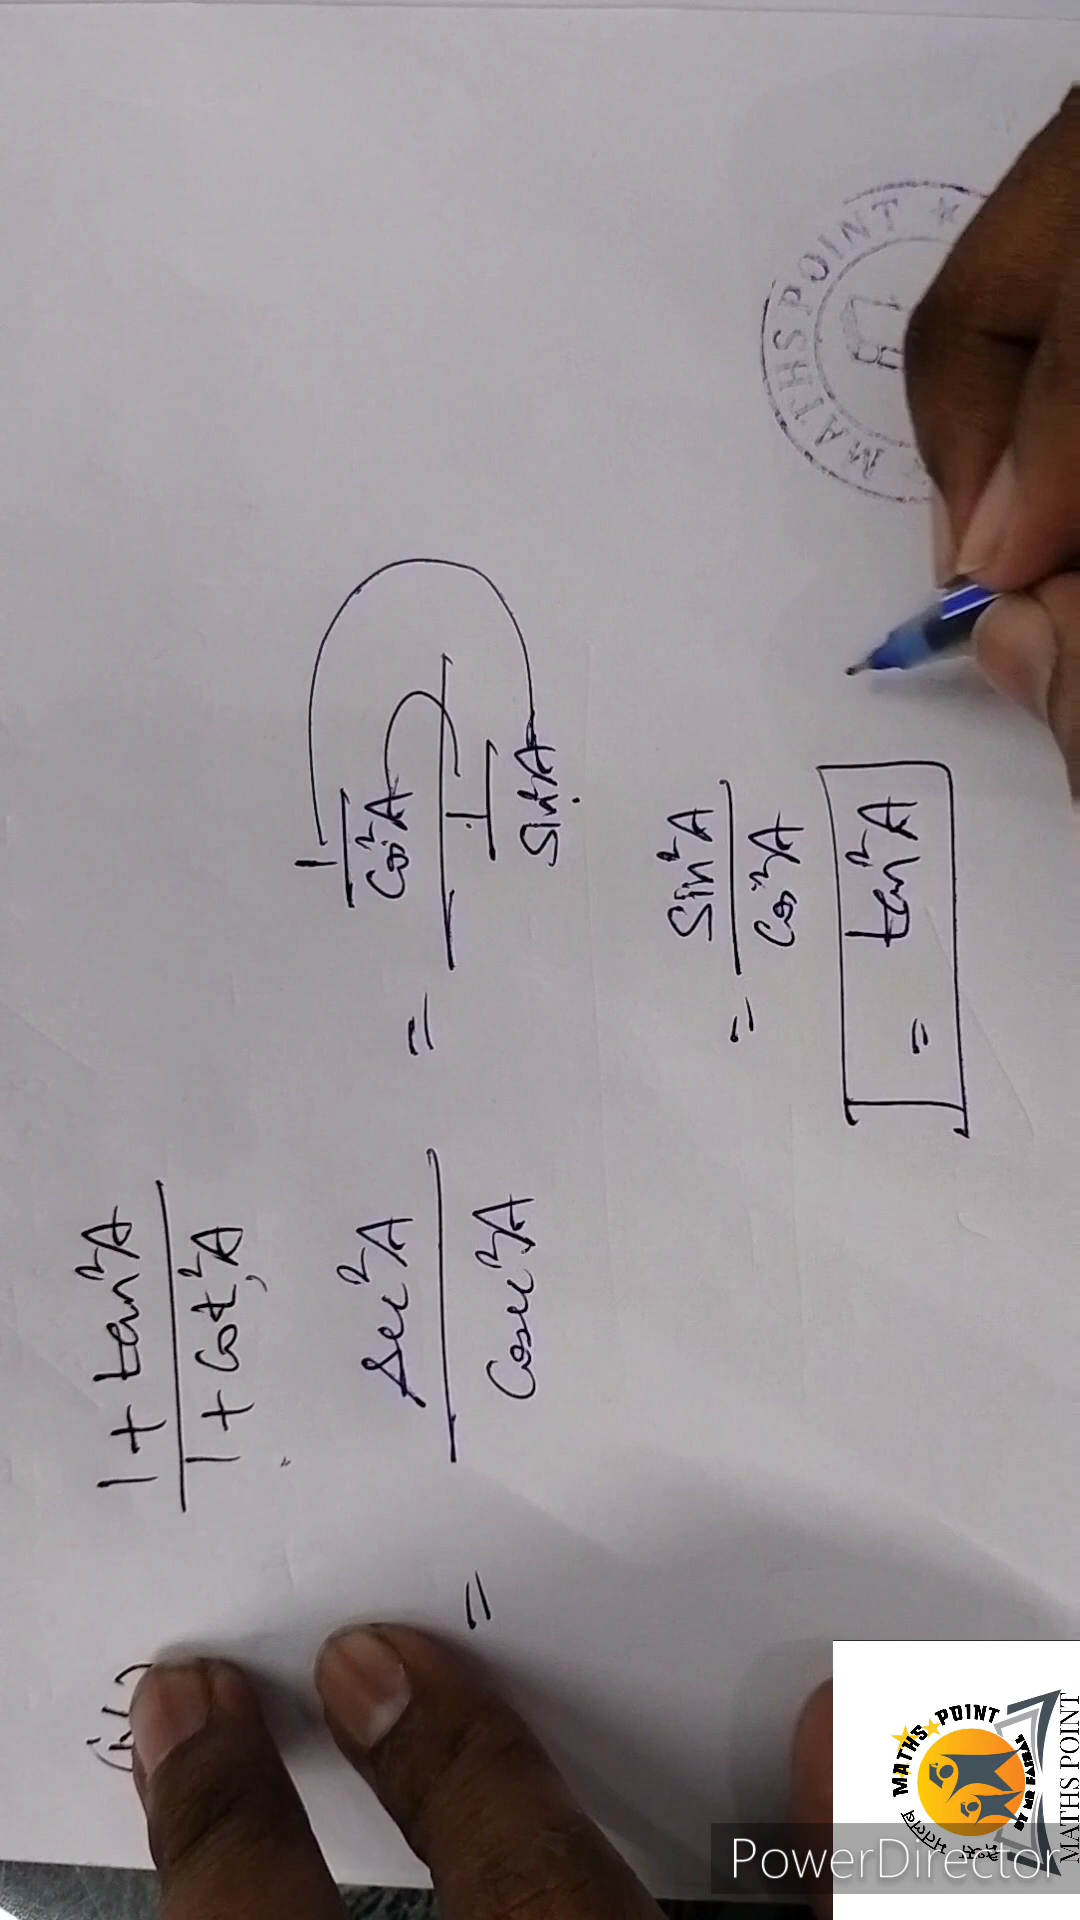 (iv) 1 + tan²A / 1 + cot²A
= sec²A / cosec²A = 1/cos²A / 1/sin²A
= sin²A / cos²A
= tan²A
MATHS POINT
MATHS POINT
MATHS POINT
PowerDirector